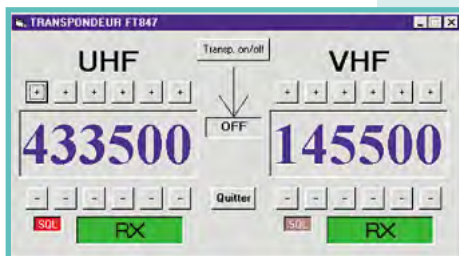 TRANSPONDEUR FT847
UHF Transp. on/off VHF
+ + + + + + + + + + + +
433500 OFF 145500
- - - - - - Quitter - - - - - -
SQL RX SQL RX